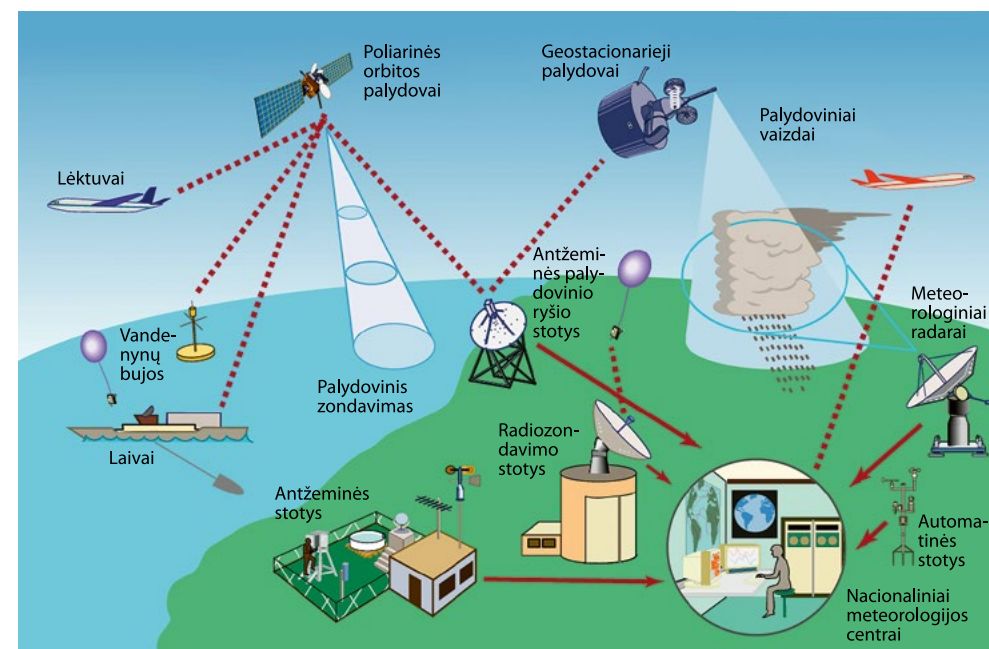 Poliarinės
orbitos
palydovai
Geostacionarieji
palydovai
Palydoviniai
vaizdai
Lėktuvai
Antžemi-
nės paly-
dovinio
ryšio
stotys
Meteo-
rologiniai
radarai
Vande-
nynų
bujos
Palydovinis
zondavimas
Laivai
Radiozon-
davimo
stotys
Antžeminės
stotys
Automa-
tinės
stotys
Nacionaliniai
meteorologijos
centrai